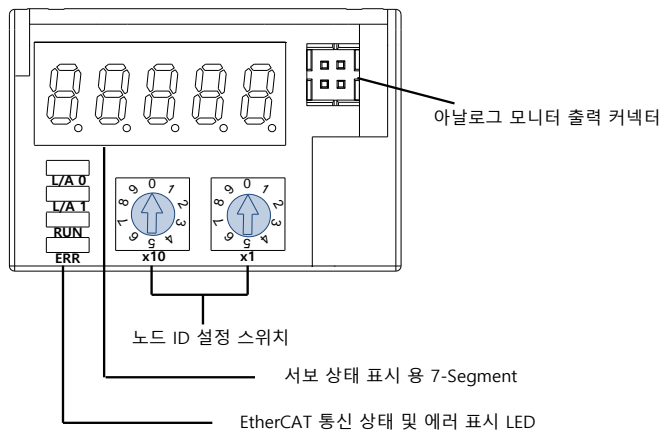 아날로그 모니터 출력 커넥터
L/A 0
L/A 1
RUN
ERR
0 1 2 3 4 5 6 7 8 9
x10
0 1 2 3 4 5 6 7 8 9
x1
노드 ID 설정 스위치
서보 상태 표시 용 7-Segment
EtherCAT 통신 상태 및 에러 표시 LED